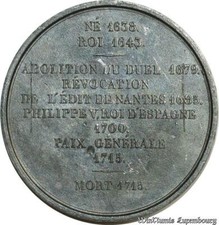 NÉ 1638.
ROI 1643.
ABOLITION DU DUEL 1679.
RÉVOCATION
DE L'ÉDIT DE NANTES 1685.
PHILIPPE V, ROI D'ESPAGNE
1700.
PAIX GÉNÉRALE
1715.
MORT 1715.
WinCoins Luxembourg